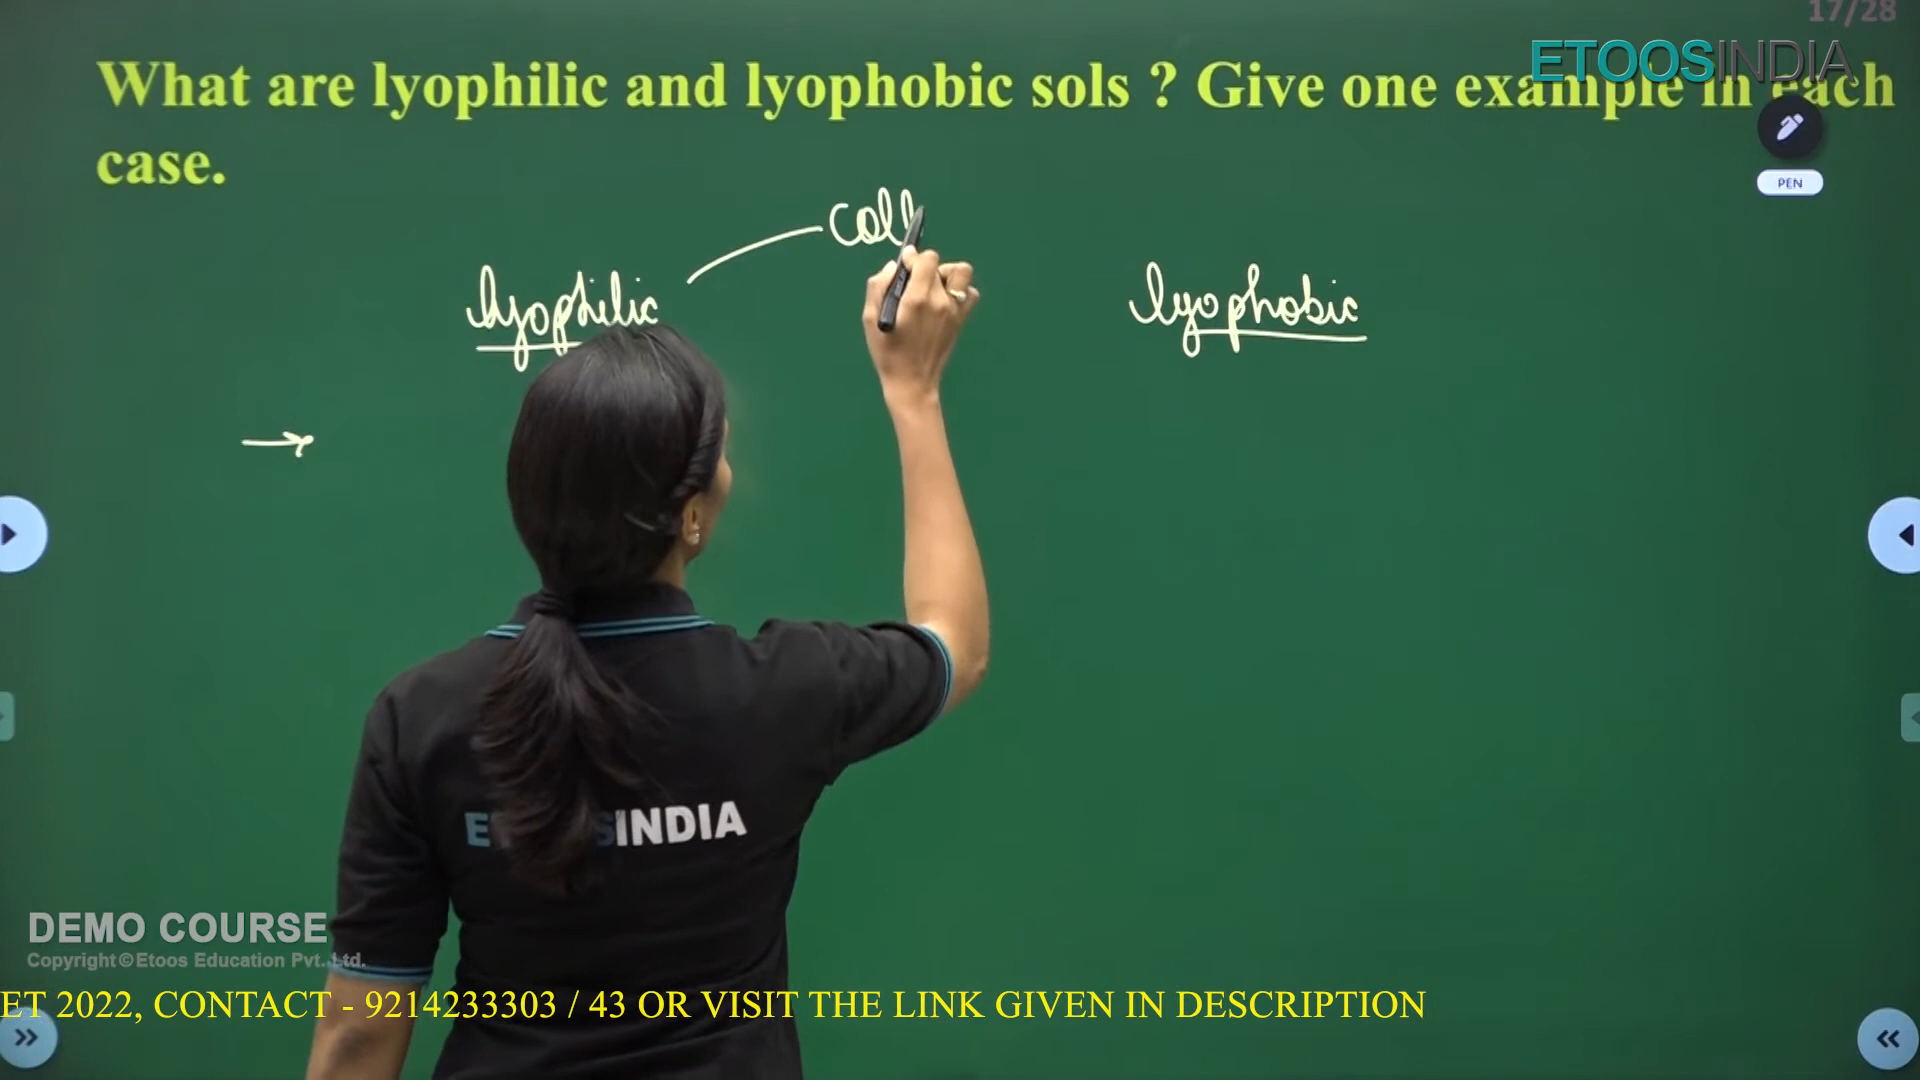 17/28
ETOOSINDIA
What are lyophilic and lyophobic sols ? Give one example in each
case.
PEN
coll
lyophilic
lyophobic
INDIA
DEMO COURSE
Copyright©Etoos Education Pvt. Ltd.
ET 2022, CONTACT - 9214233303 / 43 OR VISIT THE LINK GIVEN IN DESCRIPTION